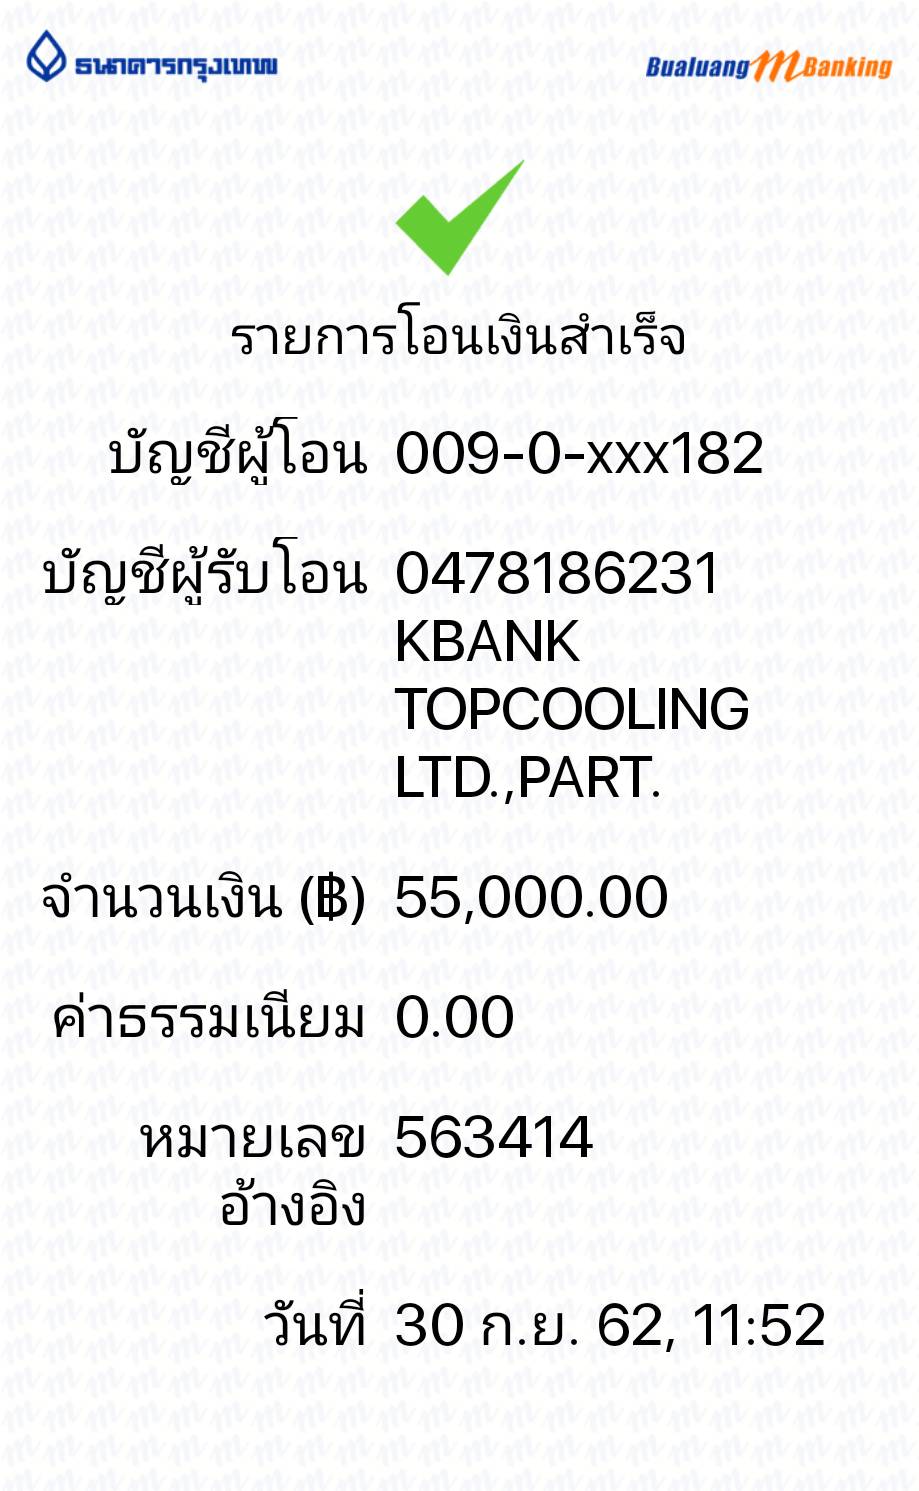 ธนาคารกรุงเทพ
Bualuang mBanking
รายการโอนเงินสำเร็จ
บัญชีผู้โอน 009-0-xxx182
บัญชีผู้รับโอน 0478186231
KBANK
TOPCOOLING
LTD.,PART.
จำนวนเงิน (฿) 55,000.00
ค่าธรรมเนียม 0.00
หมายเลข 563414
อ้างอิง
วันที่ 30 ก.ย. 62, 11:52